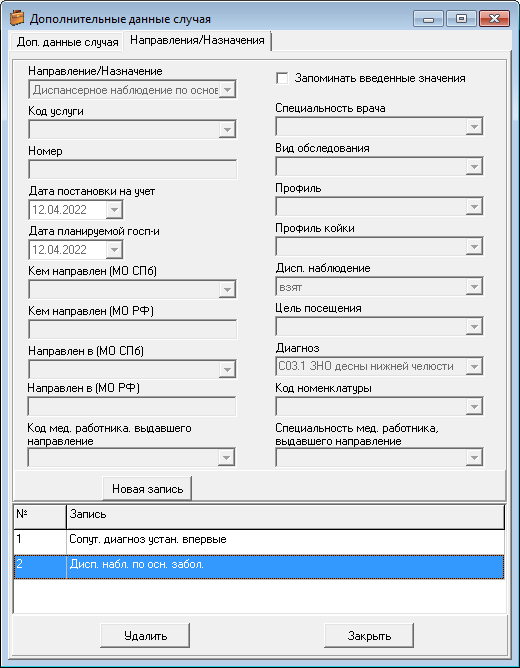 Дополнительные данные случая
Доп. данные случая
Направления/Назначения
Направление/Назначение
Диспансерное наблюдение по основ
Код услуги
Номер
Дата постановки на учет
12.04.2022
Дата планируемой госп-и
12.04.2022
Кем направлен (МО СПб)
Кем направлен (МО РФ)
Направлен в (МО СПб)
Направлен в (МО РФ)
Код мед. работника. выдавшего
направление
Запоминать введенные значения
Специальность врача
Вид обследования
Профиль
Профиль койки
Дисп. наблюдение
взят
Цель посещения
Диагноз
C03.1 ЗНО десны нижней челюсти
Код номенклатуры
Специальность мед. работника,
выдавшего направление
Новая запись
№ Запись
1 Сопут. диагноз устан. впервые
2 Дисп. набл. по осн. забол.
Удалить
Закрыть